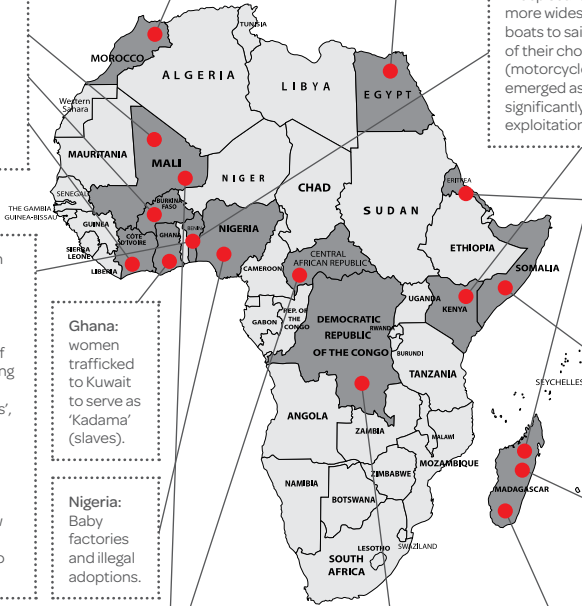 more wides
boats to sai
of their cho
(motorcycle
emerged as
significantly
exploitation
TUNISIA
MOROCCO
ALGERIA
LIBYA
EGYPT
Western
Sahara
MAURITANIA
MALI
NIGER
CHAD
SUDAN
ERITREA
SENEGAL
THE GAMBIA
GUINEA-BISSAU
GUINEA
SIERRA
LEONE
LIBERIA
CÔTE
D'IVOIRE
BURKINA
FASO
GHANA
BENIN
NIGERIA
CAMEROON
CENTRAL
AFRICAN REPUBLIC
ETHIOPIA
SOMALIA
UGANDA
KENYA
GABON
REP. OF
THE
CONGO
DEMOCRATIC
REPUBLIC
OF THE CONGO
RWANDA
BURUNDI
TANZANIA
SEYCHELLES
ANGOLA
ZAMBIA
MALAWI
MOZAMBIQUE
ZIMBABWE
NAMIBIA
BOTSWANA
MADAGASCAR
LESOTHO
SWAZILAND
SOUTH
AFRICA
n
f
ng
s',
o
Ghana:
women
trafficked
to Kuwait
to serve as
'Kadama'
(slaves).
Nigeria:
Baby
factories
and illegal
adoptions.